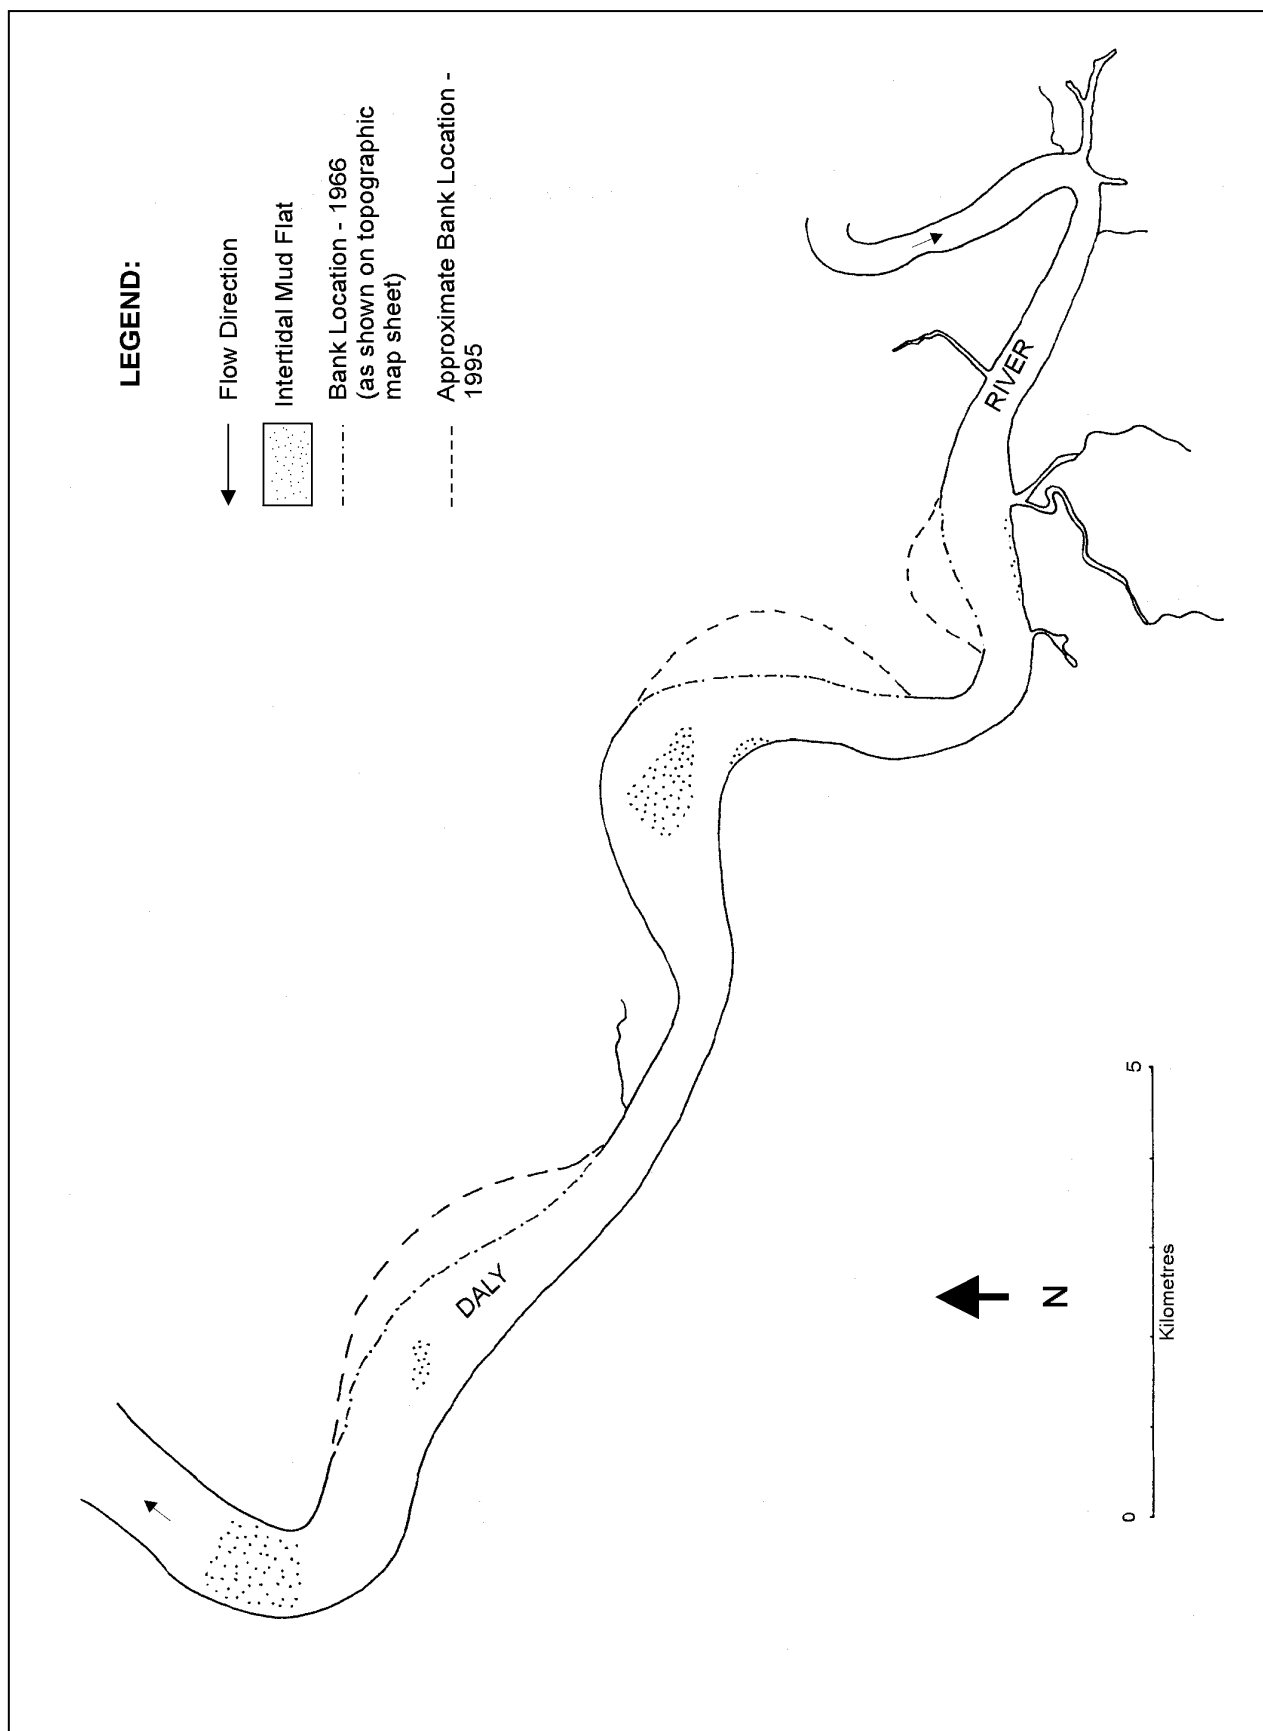 LEGEND:
Flow Direction
Intertidal Mud Flat
Bank Location - 1966
(as shown on topographic
map sheet)
Approximate Bank Location -
1995
RIVER
DALY
N
0
5
Kilometres